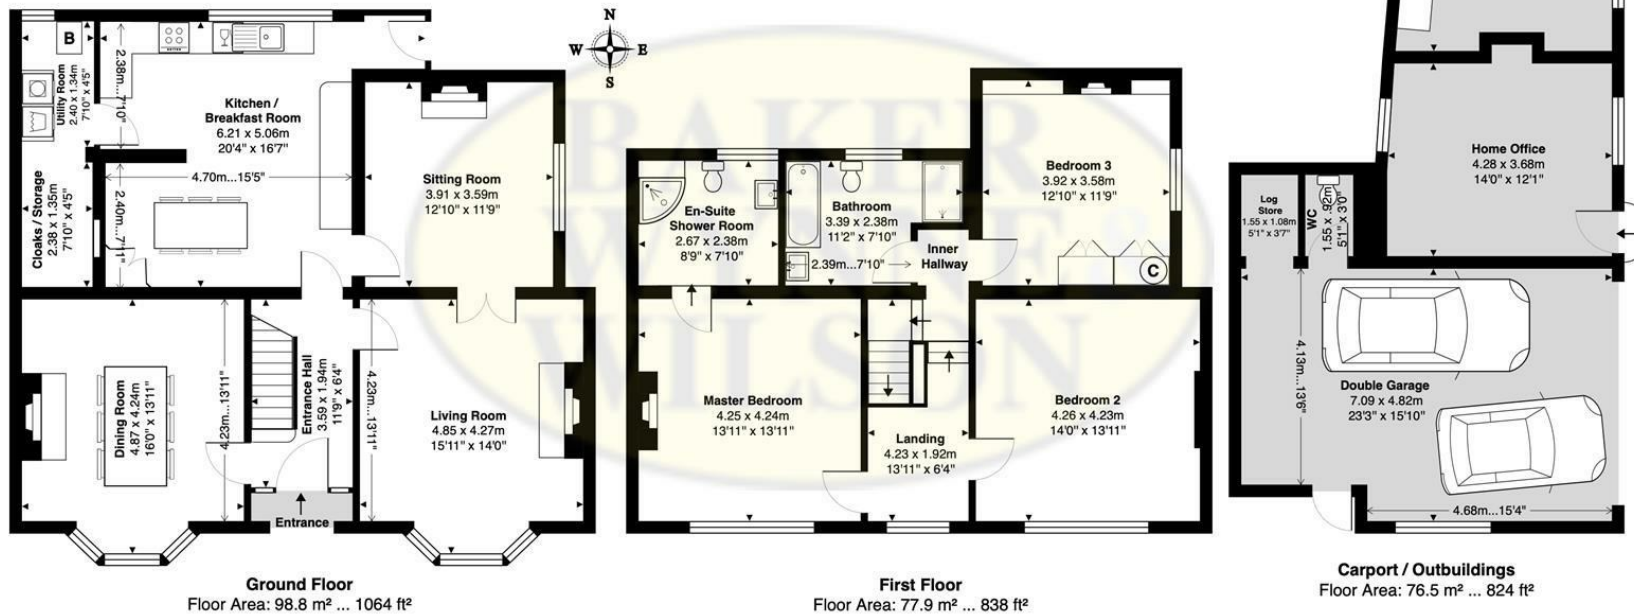 N
W E
S
BAKER
WYNNE &
WILSON
B
Utility Room
2.40 x 1.34m
7'10" x 4'5"
2.38m...7'10"
Kitchen /
Breakfast Room
6.21 x 5.06m
20'4" x 16'7"
4.70m...15'5"
2.40m...7'11"
Cloaks / Storage
2.38 x 1.35m
7'10" x 4'5"
Sitting Room
3.91 x 3.59m
12'10" x 11'9"
Dining Room
4.87 x 4.24m
16'0" x 13'11"
4.23m...13'11"
Entrance Hall
3.59 x 1.94m
11'9" x 6'4"
4.23m...13'11"
Living Room
4.85 x 4.27m
15'11" x 14'0"
Entrance
Ground Floor
Floor Area: 98.8 m² ... 1064 ft²
En-Suite
Shower Room
2.67 x 2.38m
8'9" x 7'10"
Bathroom
3.39 x 2.38m
11'2" x 7'10"
2.39m...7'10"
Inner
Hallway
Bedroom 3
3.92 x 3.58m
12'10" x 11'9"
C
Master Bedroom
4.25 x 4.24m
13'11" x 13'11"
Landing
4.23 x 1.92m
13'11" x 6'4"
Bedroom 2
4.26 x 4.23m
14'0" x 13'11"
First Floor
Floor Area: 77.9 m² ... 838 ft²
Home Office
4.28 x 3.68m
14'0" x 12'1"
Log
Store
1.55 x 1.08m
5'1" x 3'7"
WC
1.55 x .92m
5'1" x 3'0"
4.13m...13'6"
Double Garage
7.09 x 4.82m
23'3" x 15'10"
4.68m...15'4"
Carport / Outbuildings
Floor Area: 76.5 m² ... 824 ft²